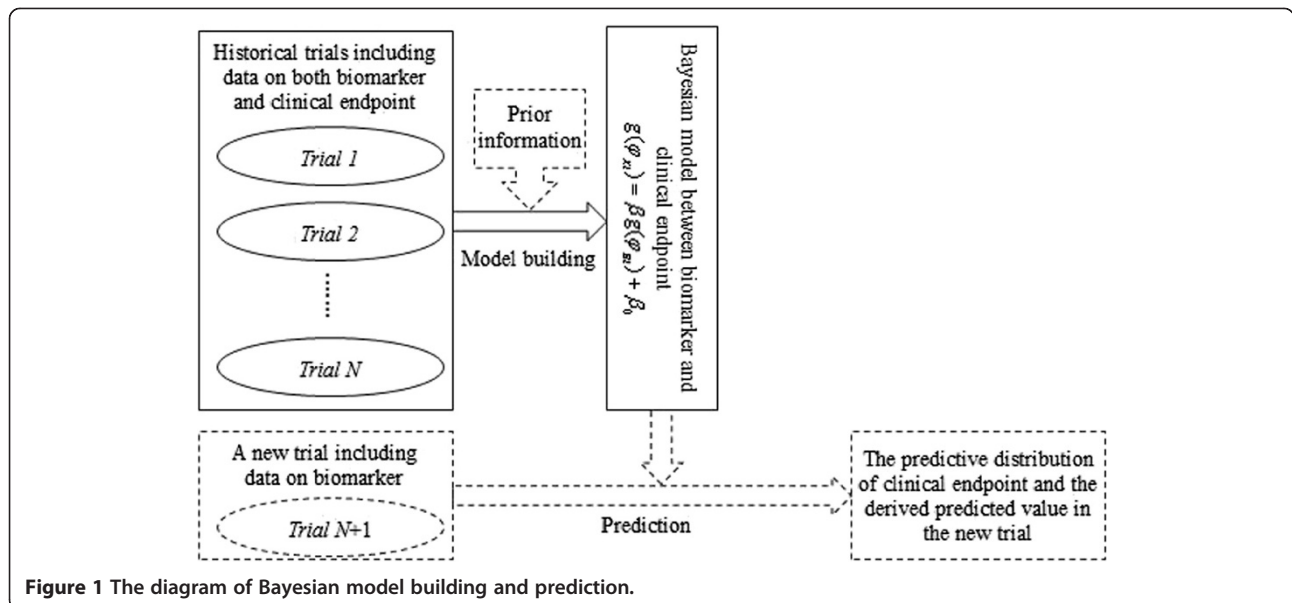 Historical trials including
data on both biomarker
and clinical endpoint
Trial 1
Trial 2
Trial N
Prior
information
Model building
Bayesian model between biomarker and
clinical endpoint
g(φ) = βg(φ) + β₀
A new trial including
data on biomarker
Trial N+1
Prediction
The predictive distribution
of clinical endpoint and the
derived predicted value in
the new trial
Figure 1 The diagram of Bayesian model building and prediction.